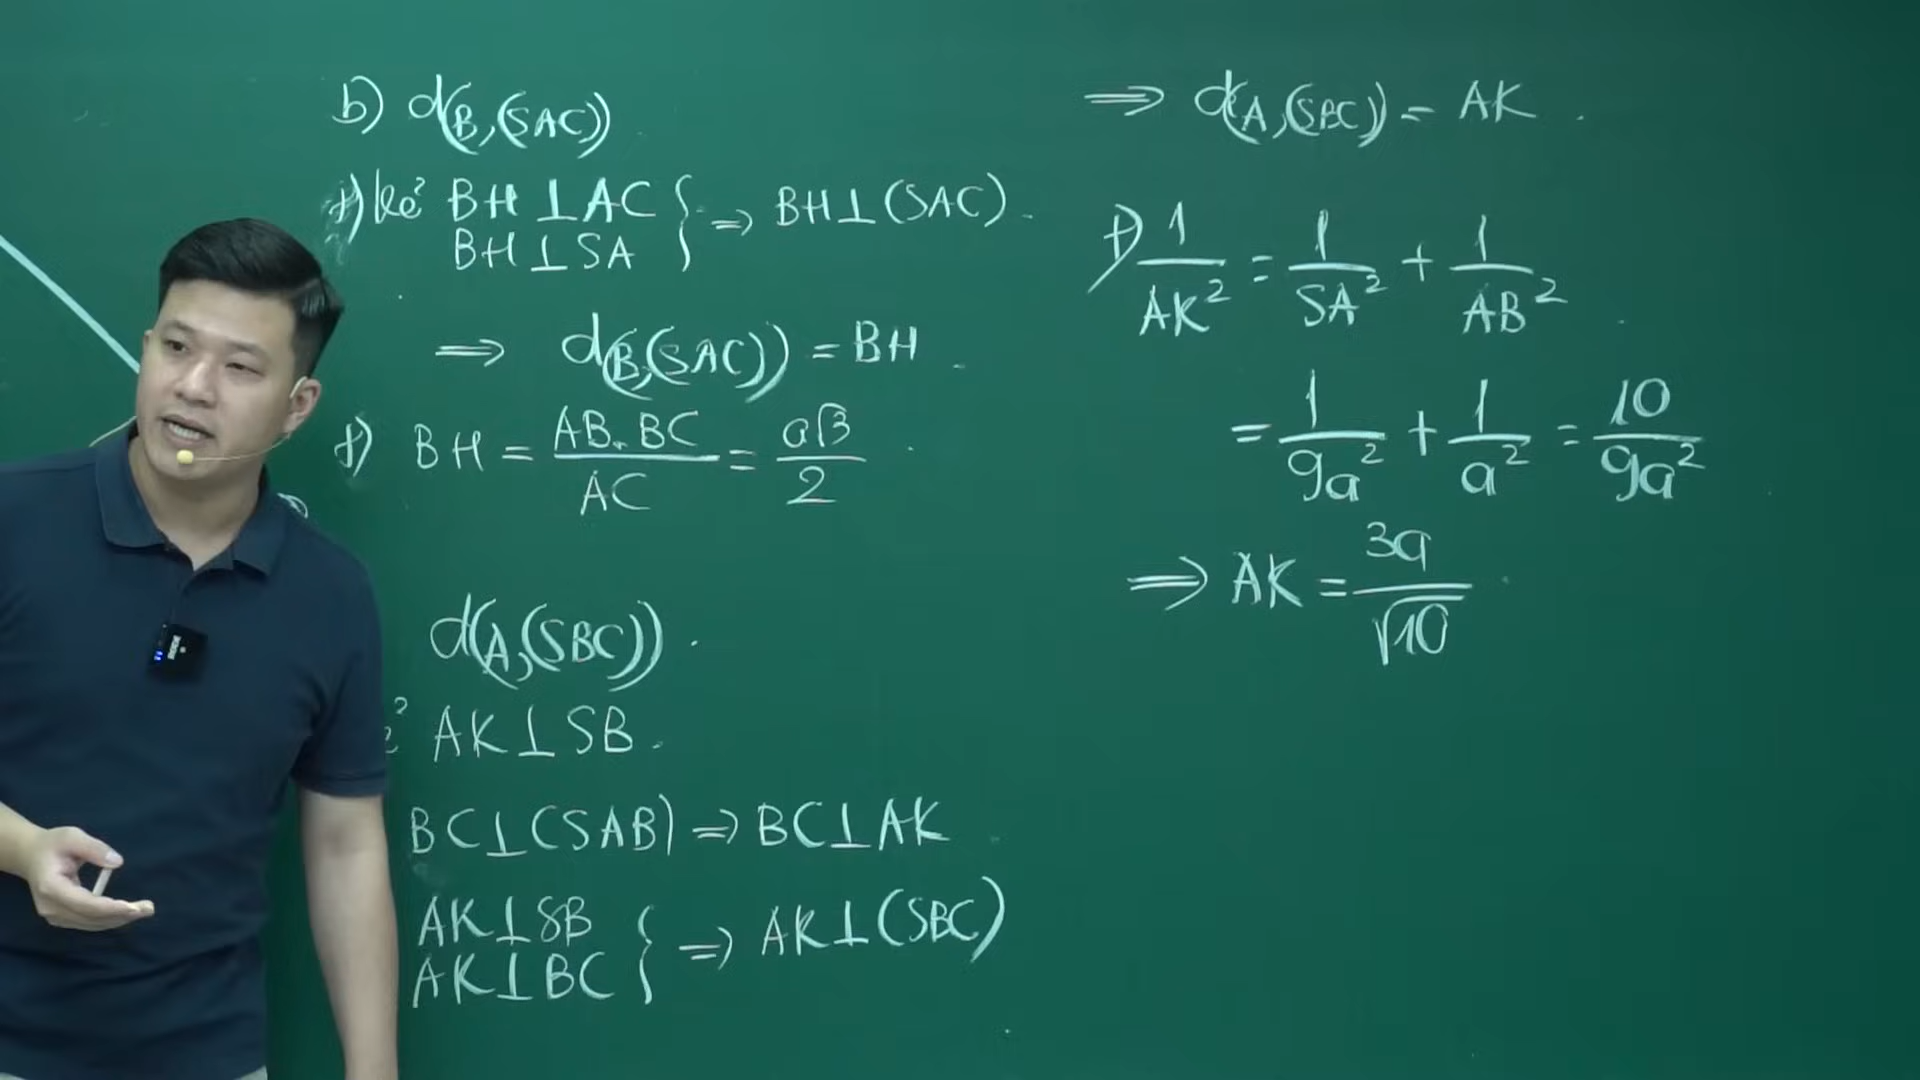 b) d(B,(SAC))
+) kẻ BH ⊥ AC
BH ⊥ SA } => BH ⊥ (SAC).
=> d(B,(SAC)) = BH.
+) BH = AB.BC / AC = a√3 / 2
d(A,(SBC)).
AK ⊥ SB.
BC ⊥ (SAB) => BC ⊥ AK
AK ⊥ SB
AK ⊥ BC } => AK ⊥ (SBC)
=> d(A,(SBC)) = AK.
+) 1/AK² = 1/SA² + 1/AB²
= 1/9a² + 1/a² = 10/9a²
=> AK = 3a/√10